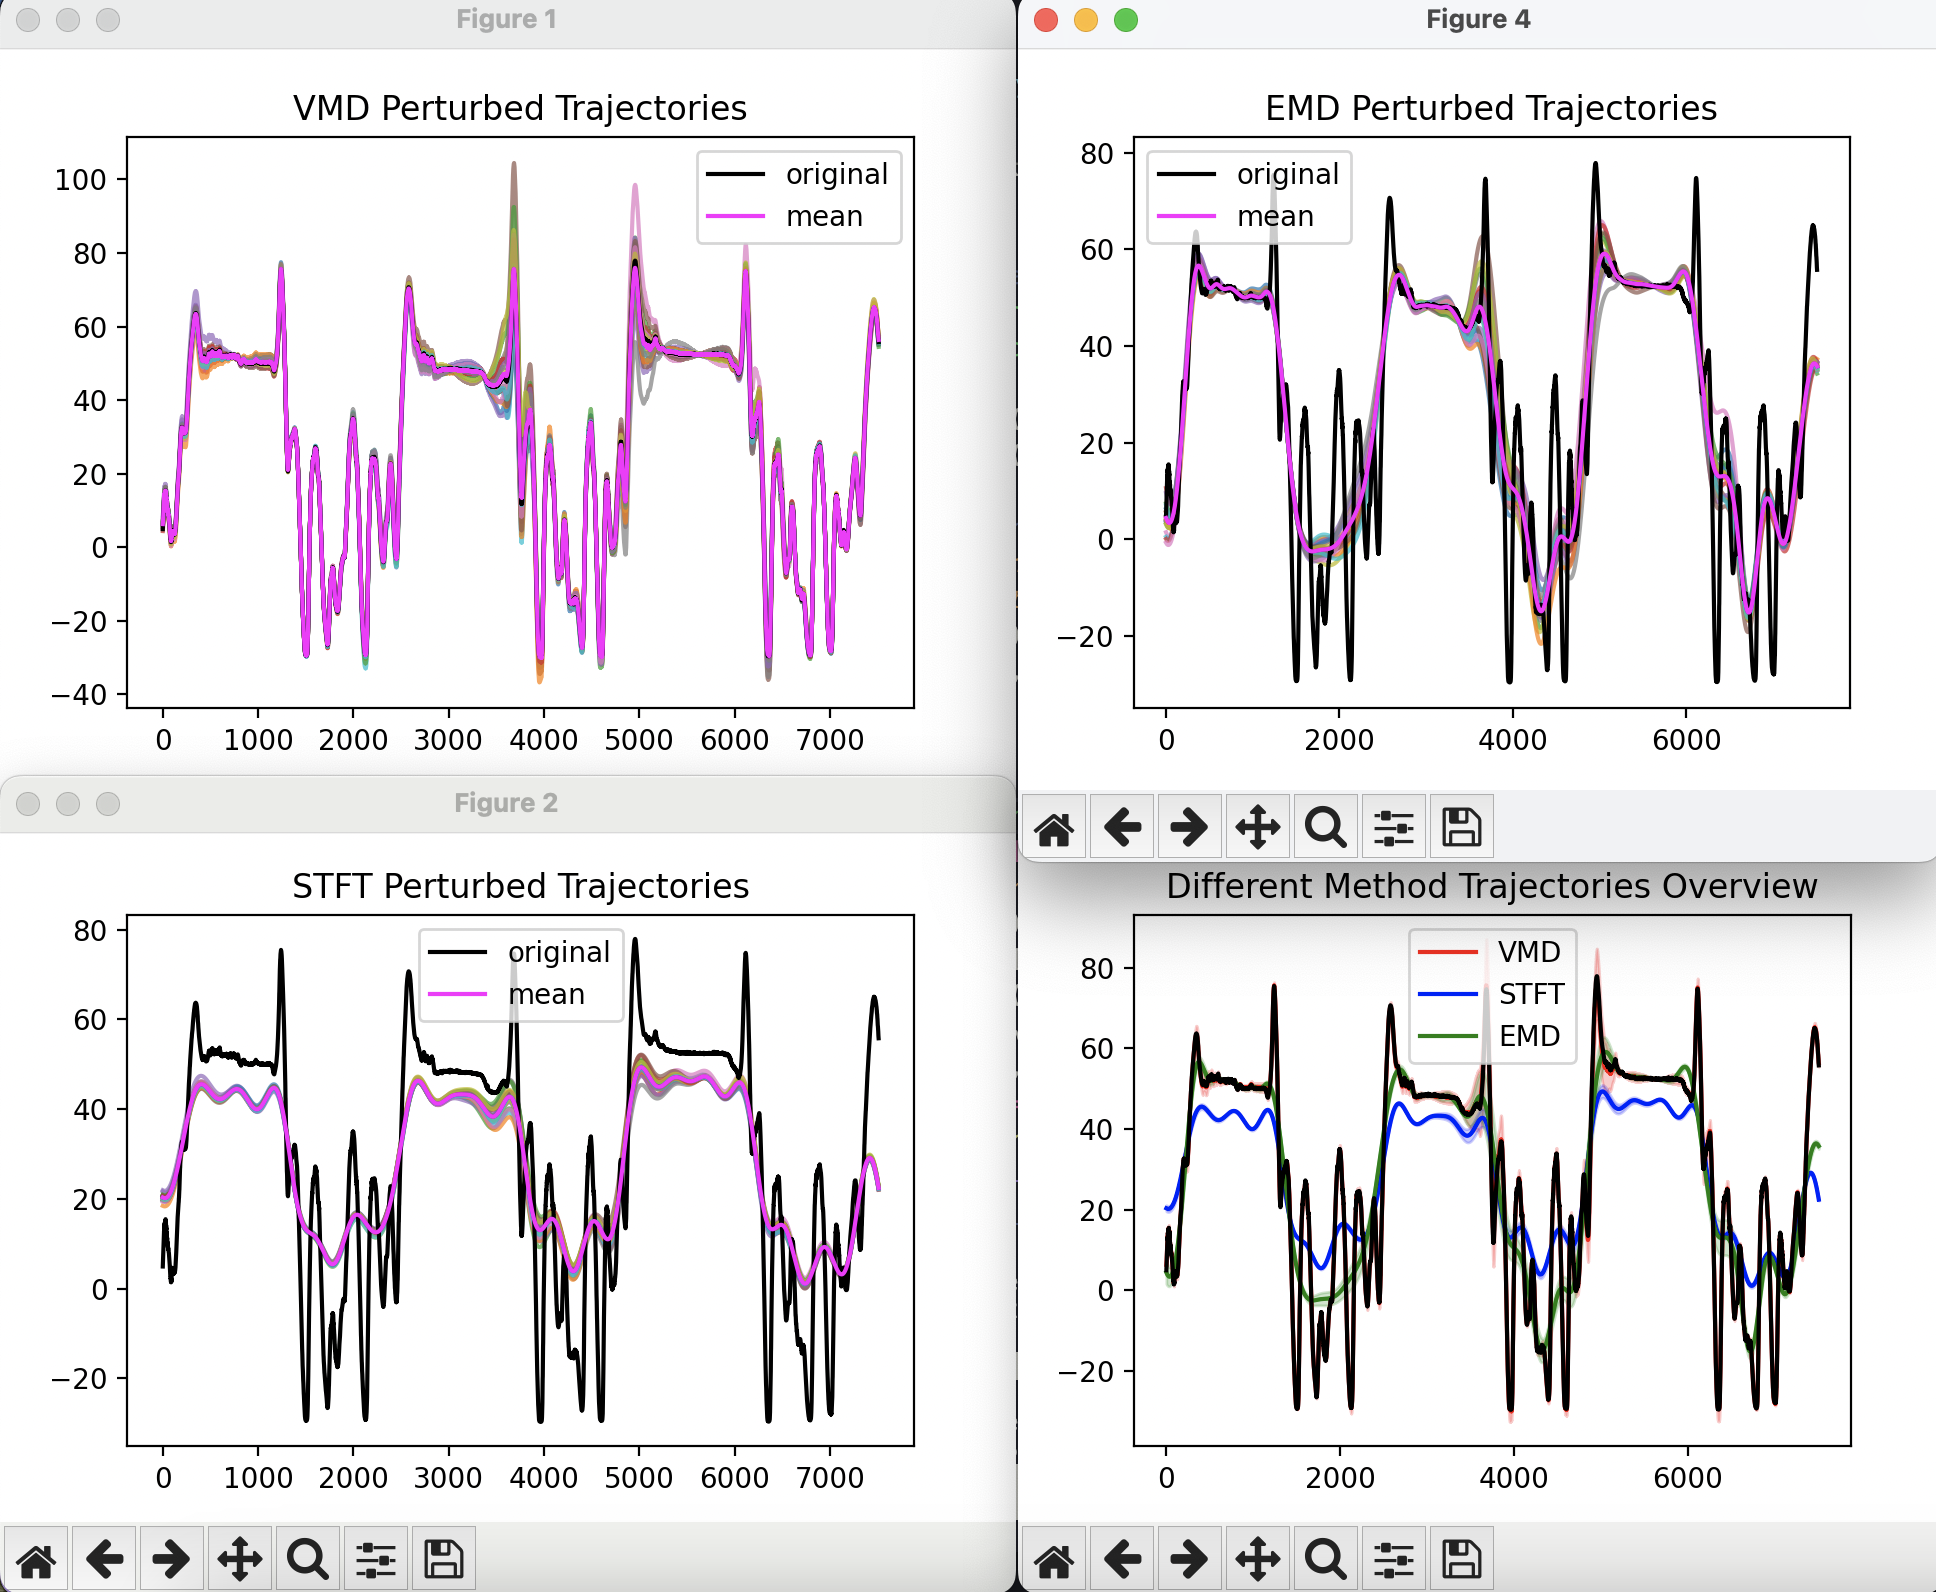 Figure 1
VMD Perturbed Trajectories
original
mean
100
80
60
40
20
0
−20
−40
0 1000 2000 3000 4000 5000 6000 7000
Figure 4
EMD Perturbed Trajectories
original
mean
80
60
40
20
0
−20
0 2000 4000 6000
Figure 2
STFT Perturbed Trajectories
original
mean
80
60
40
20
0
−20
0 1000 2000 3000 4000 5000 6000 7000
Different Method Trajectories Overview
VMD
STFT
EMD
80
60
40
20
0
−20
0 2000 4000 6000